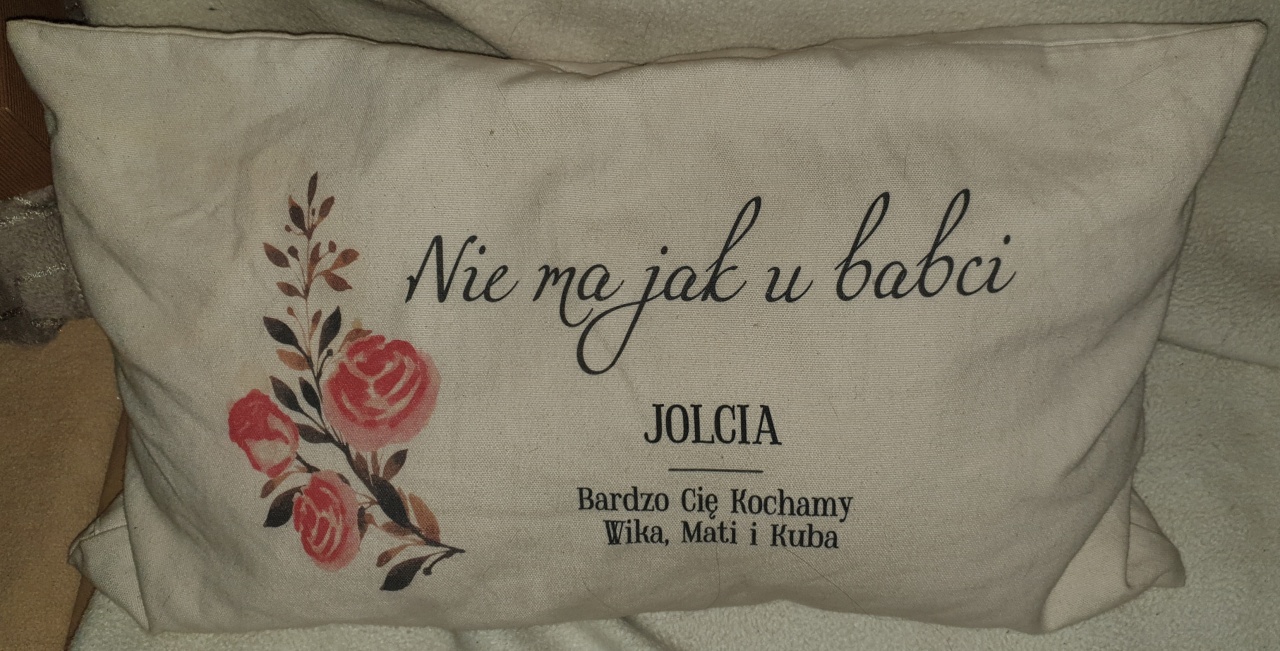 Nie ma jak u babci
JOLCIA
Bardzo Cię Kochamy
Wika, Mati i Kuba